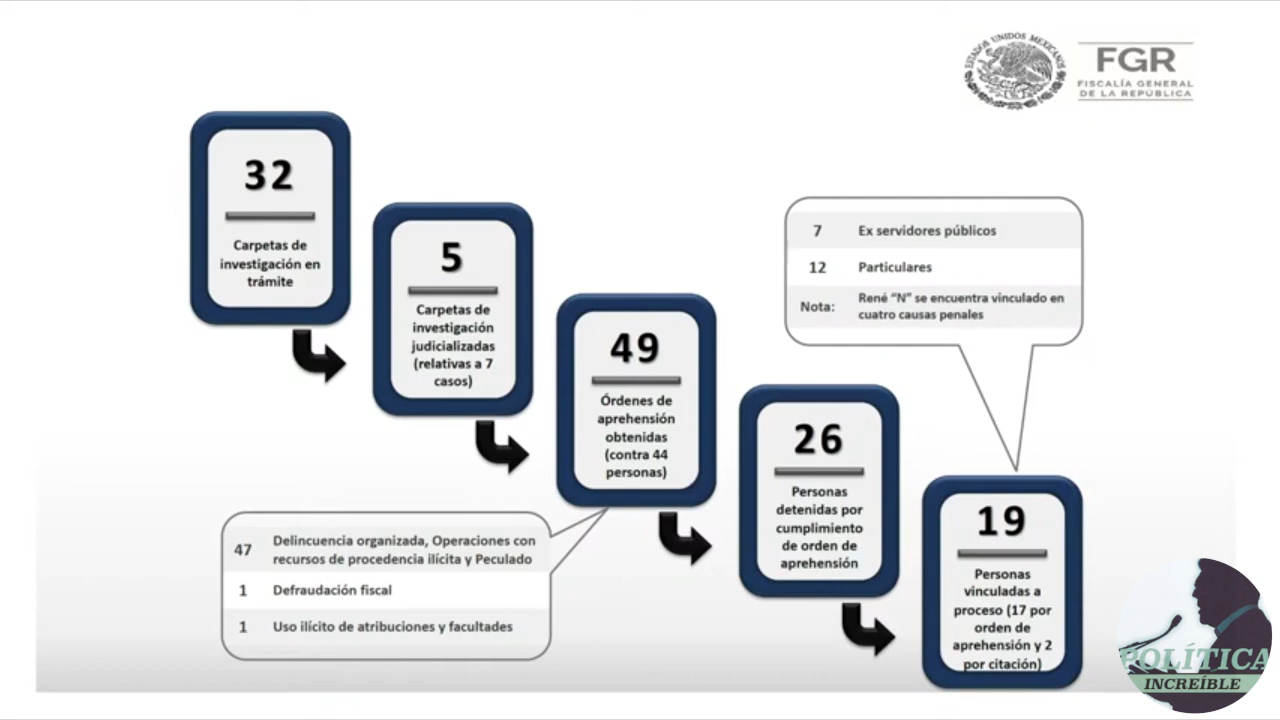 ESTADOS UNIDOS MEXICANOS
FGR
FISCALÍA GENERAL
DE LA REPÚBLICA
32
Carpetas de
investigación en
trámite
5
Carpetas de
investigación
judicializadas
(relativas a 7
casos)
49
Órdenes de
aprehensión
obtenidas
(contra 44
personas)
47 Delincuencia organizada, Operaciones con
recursos de procedencia ilícita y Peculado
1 Defraudación fiscal
1 Uso ilícito de atribuciones y facultades
26
Personas
detenidas por
cumplimiento
de orden de
aprehensión
7 Ex servidores públicos
12 Particulares
Nota: René “N” se encuentra vinculado en
cuatro causas penales
19
Personas
vinculadas a
proceso (17 por
orden de
aprehensión y 2
por citación)
POLÍTICA
INCREÍBLE